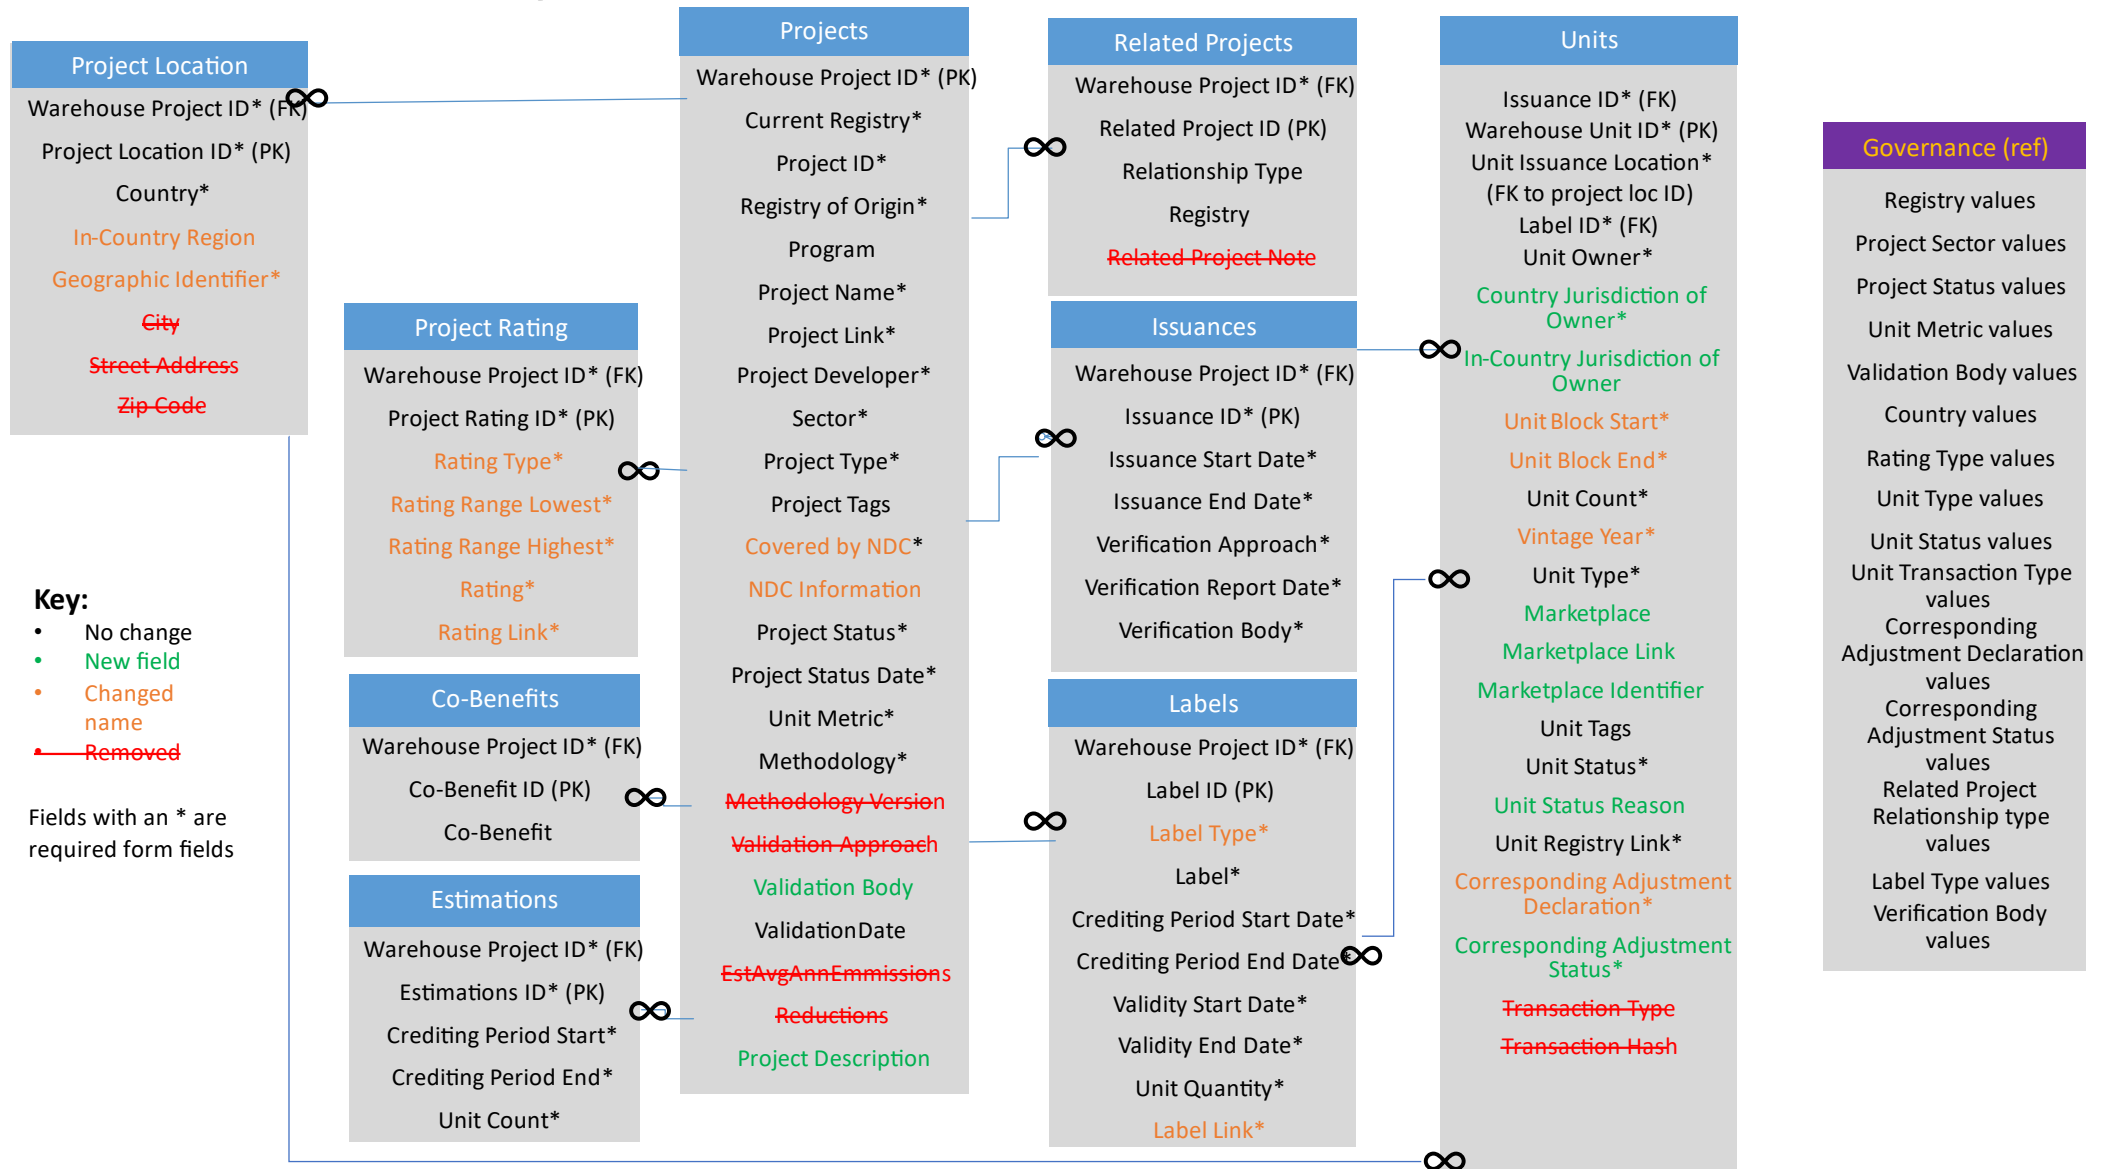 Project Location
Warehouse Project ID* (FK)
Project Location ID* (PK)
Country*
In-Country Region
Geographic Identifier*
City
Street Address
Zip Code
Key:
• No change
• New field
• Changed
name
• Removed
Fields with an * are
required form fields
Project Rating
Warehouse Project ID* (FK)
Project Rating ID* (PK)
Rating Type*
Rating Range Lowest*
Rating Range Highest*
Rating*
Rating Link*
Co-Benefits
Warehouse Project ID* (FK)
Co-Benefit ID (PK)
Co-Benefit
Estimations
Warehouse Project ID* (FK)
Estimations ID* (PK)
Crediting Period Start*
Crediting Period End*
Unit Count*
Projects
Warehouse Project ID* (PK)
Current Registry*
Project ID*
Registry of Origin*
Program
Project Name*
Project Link*
Project Developer*
Sector*
Project Type*
Project Tags
Covered by NDC*
NDC Information
Project Status*
Project Status Date*
Unit Metric*
Methodology*
Methodology Version
Validation Approach
Validation Body
ValidationDate
EstAvgAnnEmmissions
Reductions
Project Description
Related Projects
Warehouse Project ID* (FK)
Related Project ID (PK)
Relationship Type
Registry
Related Project Note
Issuances
Warehouse Project ID* (FK)
Issuance ID* (PK)
Issuance Start Date*
Issuance End Date*
Verification Approach*
Verification Report Date*
Verification Body*
Labels
Warehouse Project ID* (FK)
Label ID (PK)
Label Type*
Label*
Crediting Period Start Date*
Crediting Period End Date*
Validity Start Date*
Validity End Date*
Unit Quantity*
Label Link*
Units
Issuance ID* (FK)
Warehouse Unit ID* (PK)
Unit Issuance Location*
(FK to project loc ID)
Label ID* (FK)
Unit Owner*
Country Jurisdiction of
Owner*
In-Country Jurisdiction of
Owner
Unit Block Start*
Unit Block End*
Unit Count*
Vintage Year*
Unit Type*
Marketplace
Marketplace Link
Marketplace Identifier
Unit Tags
Unit Status*
Unit Status Reason
Unit Registry Link*
Corresponding Adjustment
Declaration*
Corresponding Adjustment
Status*
Transaction Type
Transaction Hash
Governance (ref)
Registry values
Project Sector values
Project Status values
Unit Metric values
Validation Body values
Country values
Rating Type values
Unit Type values
Unit Status values
Unit Transaction Type
values
Corresponding
Adjustment Declaration
values
Corresponding
Adjustment Status
values
Related Project
Relationship type
values
Label Type values
Verification Body
values